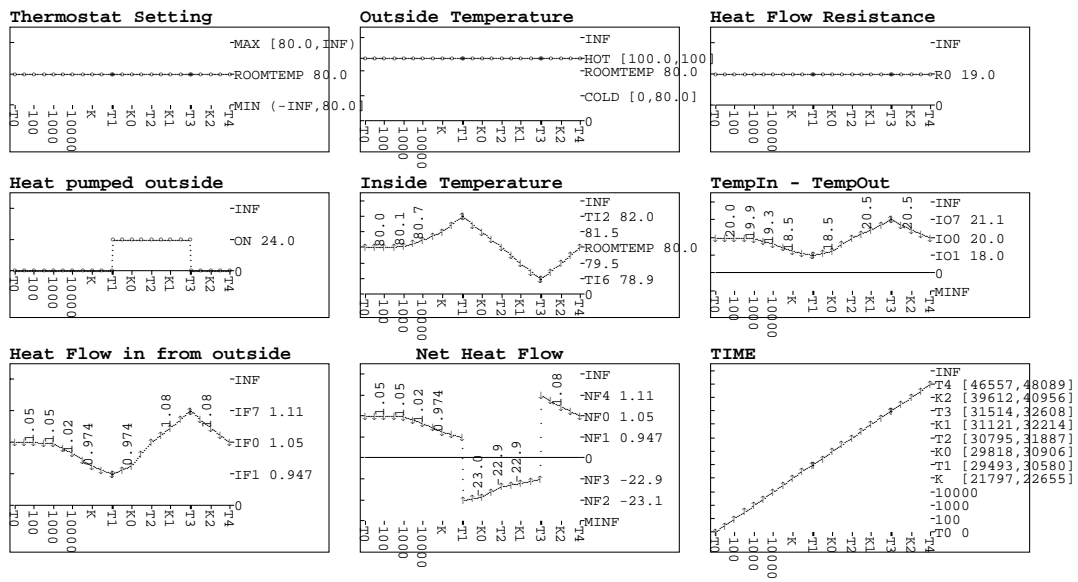 Thermostat Setting
MAX [80.0,INF)
ROOMTEMP 80.0
MIN (-INF,80.0]
T0 100 1000 10000 K T1 K0 T2 K1 T3 K2 T4
Outside Temperature
INF
HOT [100.0,100]
ROOMTEMP 80.0
COLD [0,80.0]
0
T0 100 1000 10000 K T1 K0 T2 K1 T3 K2 T4
Heat Flow Resistance
INF
R0 19.0
0
T0 100 1000 10000 K T1 K0 T2 K1 T3 K2 T4
Heat pumped outside
INF
ON 24.0
0
T0 100 1000 10000 K T1 K0 T2 K1 T3 K2 T4
Inside Temperature
80.0 80.1 80.7
INF
TI2 82.0
81.5
ROOMTEMP 80.0
79.5
TI6 78.9
0
T0 100 1000 10000 K T1 K0 T2 K1 T3 K2 T4
TempIn - TempOut
20.0 19.9 19.3 18.5 18.5 20.5 20.5
INF
IO7 21.1
IO0 20.0
IO1 18.0
0
MINF
T0 100 1000 10000 K T1 K0 T2 K1 T3 K2 T4
Heat Flow in from outside
1.05 1.05 1.02 0.974 0.974 1.08 1.08
INF
IF7 1.11
IF0 1.05
IF1 0.947
0
T0 100 1000 10000 K T1 K0 T2 K1 T3 K2 T4
Net Heat Flow
1.05 1.05 1.02 0.974 -23.0 -22.9 -22.9 1.08
INF
NF4 1.11
NF0 1.05
NF1 0.947
0
NF3 -22.9
NF2 -23.1
MINF
T0 100 1000 10000 K T1 K0 T2 K1 T3 K2 T4
TIME
INF
T4 [46557,48089]
K2 [39612,40956]
T3 [31514,32608]
K1 [31121,32214]
T2 [30795,31887]
K0 [29818,30906]
T1 [29493,30580]
K [21797,22655]
10000
1000
100
T0 0
T0 100 1000 10000 K T1 K0 T2 K1 T3 K2 T4